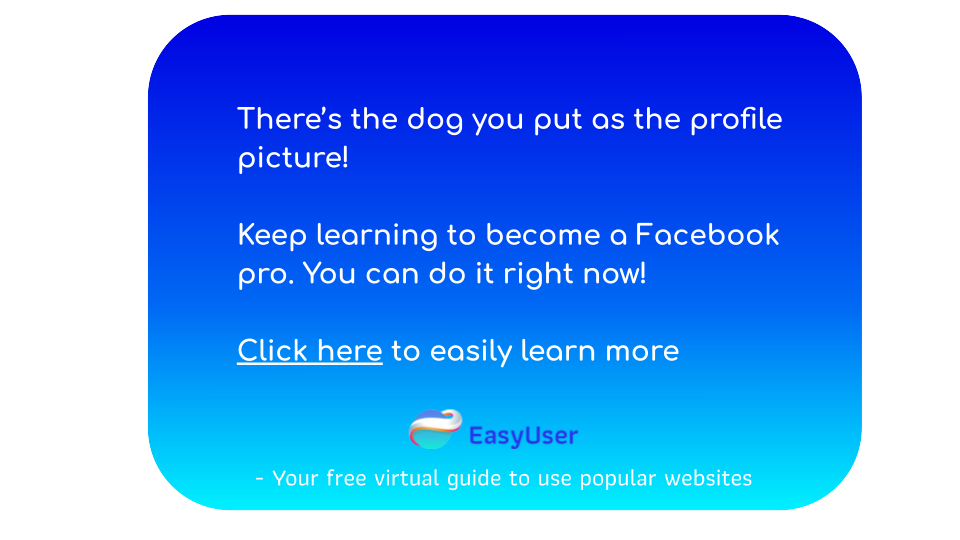 There's the dog you put as the profile
picture!
Keep learning to become a Facebook
pro. You can do it right now!
Click here to easily learn more
EasyUser
- Your free virtual guide to use popular websites